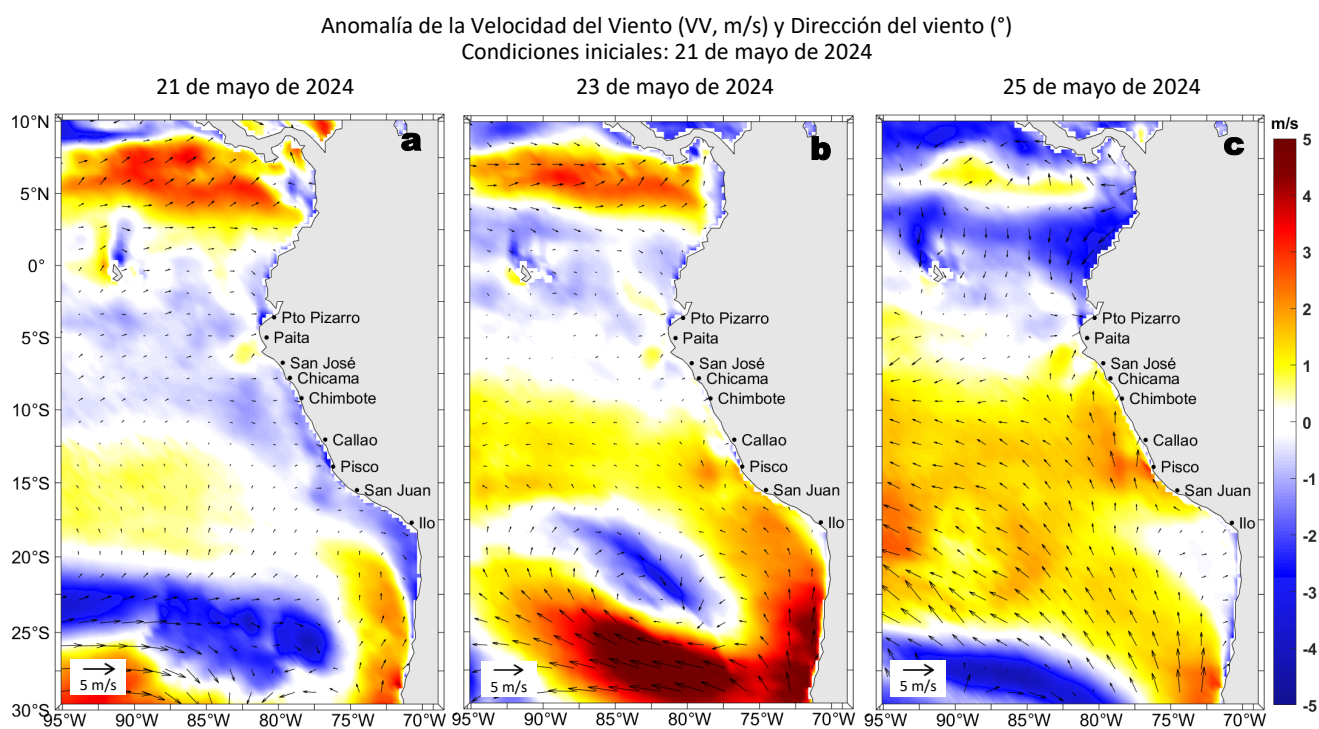 Anomalía de la Velocidad del Viento (VV, m/s) y Dirección del viento (°)
Condiciones iniciales: 21 de mayo de 2024
21 de mayo de 2024
23 de mayo de 2024
25 de mayo de 2024
10°N
5°N
0°
5°S
10°S
15°S
20°S
25°S
30°S
a
Pto Pizarro
Paita
San José
Chicama
Chimbote
Callao
Pisco
San Juan
Ilo
5 m/s
95°W 90°W 85°W 80°W 75°W 70°W
b
Pto Pizarro
Paita
San José
Chicama
Chimbote
Callao
Pisco
San Juan
Ilo
5 m/s
95°W 90°W 85°W 80°W 75°W 70°W
c
Pto Pizarro
Paita
San José
Chicama
Chimbote
Callao
Pisco
San Juan
Ilo
5 m/s
95°W 90°W 85°W 80°W 75°W 70°W
m/s
5
4
3
2
1
0
-1
-2
-3
-4
-5